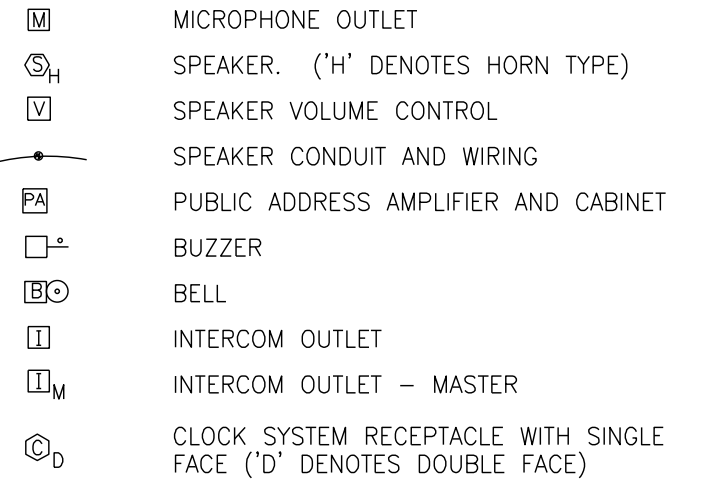 M MICROPHONE OUTLET
S H SPEAKER. ('H' DENOTES HORN TYPE)
V SPEAKER VOLUME CONTROL
SPEAKER CONDUIT AND WIRING
PA PUBLIC ADDRESS AMPLIFIER AND CABINET
BUZZER
B BELL
I INTERCOM OUTLET
I M INTERCOM OUTLET – MASTER
C D CLOCK SYSTEM RECEPTACLE WITH SINGLE
FACE ('D' DENOTES DOUBLE FACE)